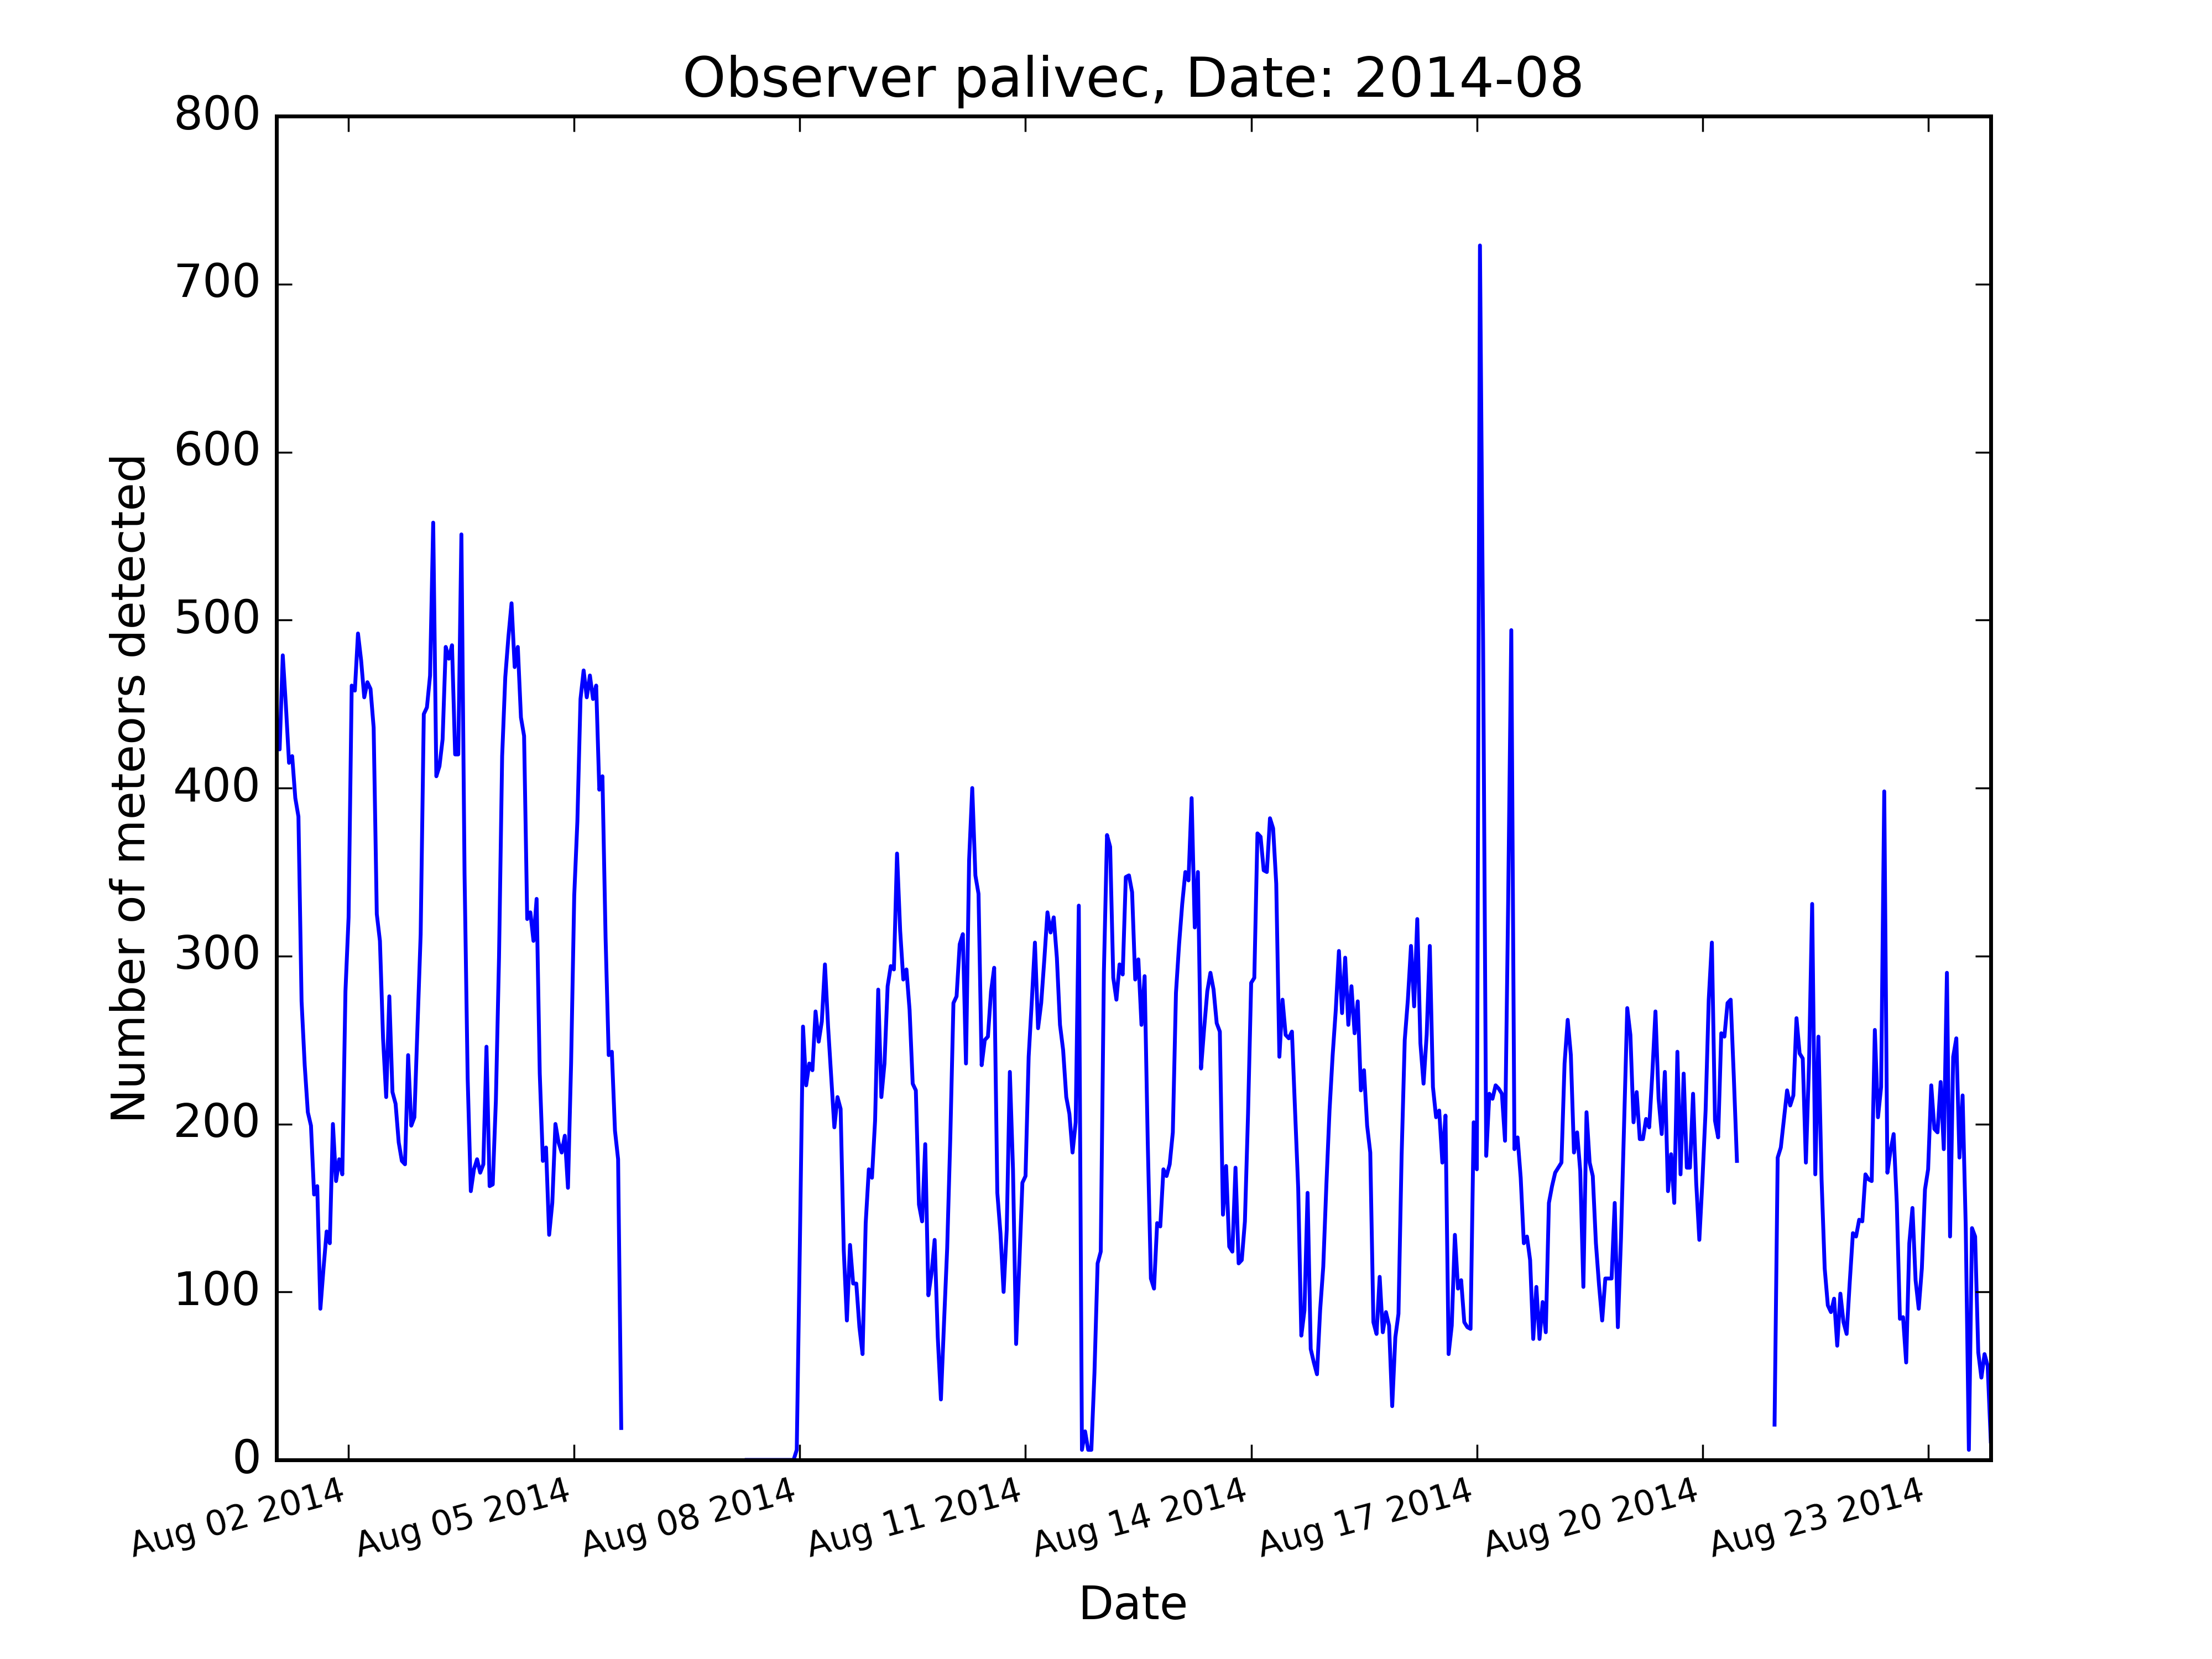 Observer palivec, Date: 2014-08
800
700
600
500
400
300
200
100
0
Number of meteors detected
Aug 02 2014
Aug 05 2014
Aug 08 2014
Aug 11 2014
Aug 14 2014
Aug 17 2014
Aug 20 2014
Aug 23 2014
Date